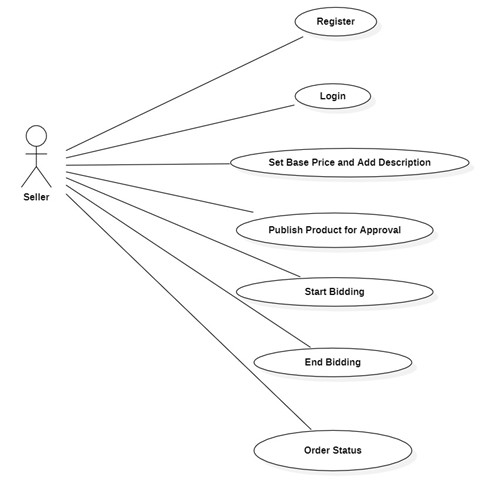 Register
Login
Seller
Set Base Price and Add Description
Publish Product for Approval
Start Bidding
End Bidding
Order Status